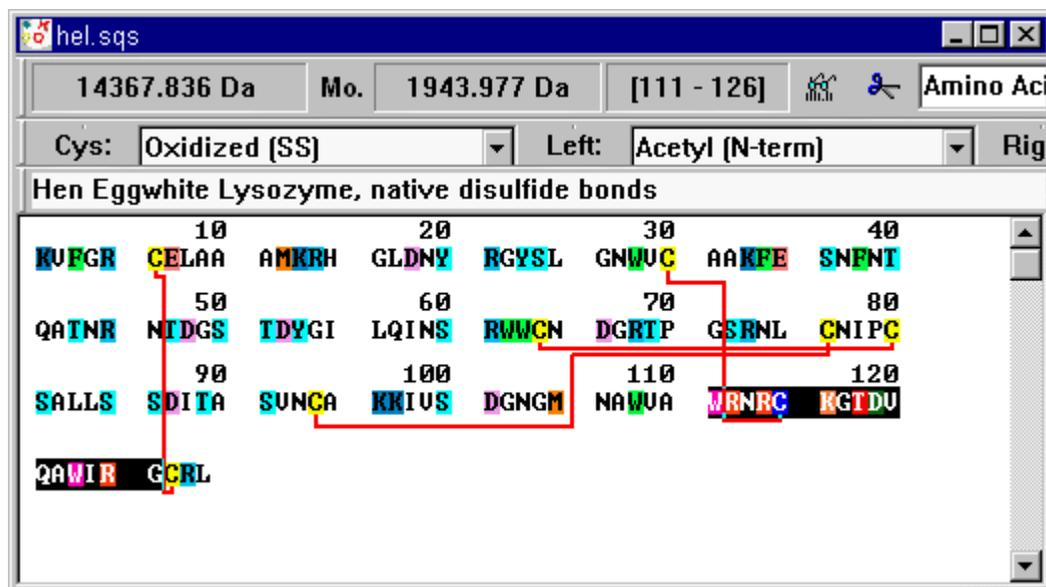 hel.sqs
14367.836 Da Mo. 1943.977 Da [111 - 126] Amino Aci
Cys: Oxidized (SS) Left: Acetyl (N-term) Rig
Hen Eggwhite Lysozyme, native disulfide bonds
10 20 30 40
KVFGR CELAA AMKRH GLDNY RGYSL GNWVC AAKFE SNFNT
50 60 70 80
QATNR NTDGS TDYGI LQINS RWWCN DGRTP GSRNL CNIPC
90 100 110 120
SALLS SDITA SVNCA KKIVS DGNGM NAWVA WRNRC KGTDV
QAWIR GCRL